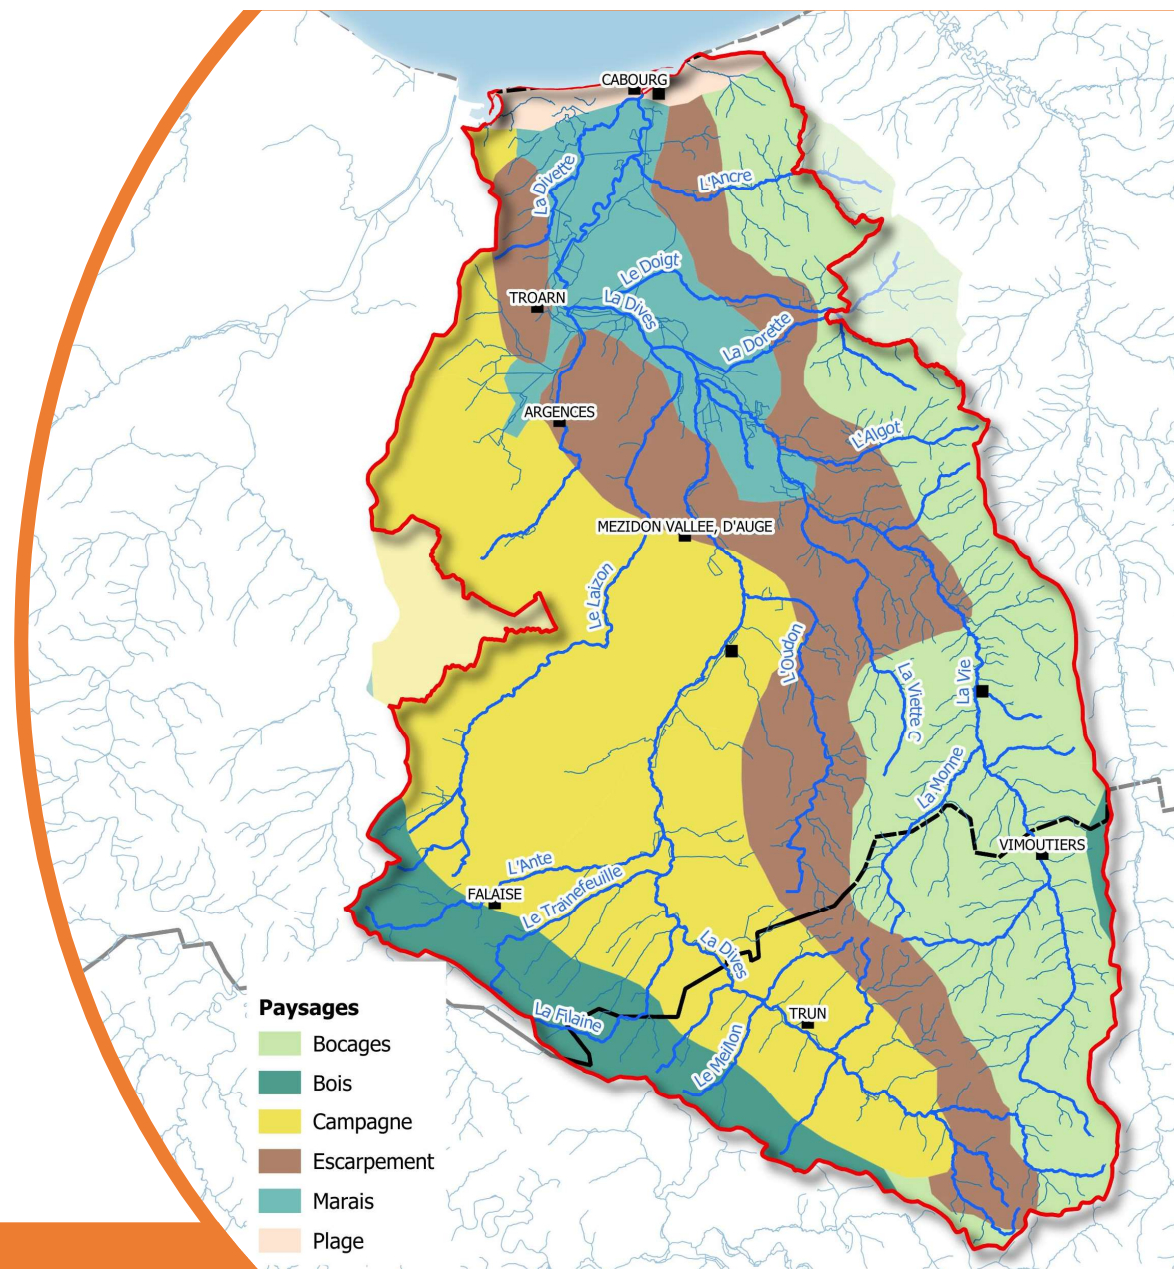 CABOURG
La Divette
L'Ancre
Le Doigt
TROARN
La Dives
La Dorette
ARGENCES
L'Algot
MEZIDON VALLEE, D'AUGE
Le Laizon
L'Oudon
La Viette
La Vie
La Monne
VIMOUTIERS
L'Ante
FALAISE
Le Trainefeuille
La Dives
La Filaine
TRUN
Le Meillon
Paysages
Bocages
Bois
Campagne
Escarpement
Marais
Plage